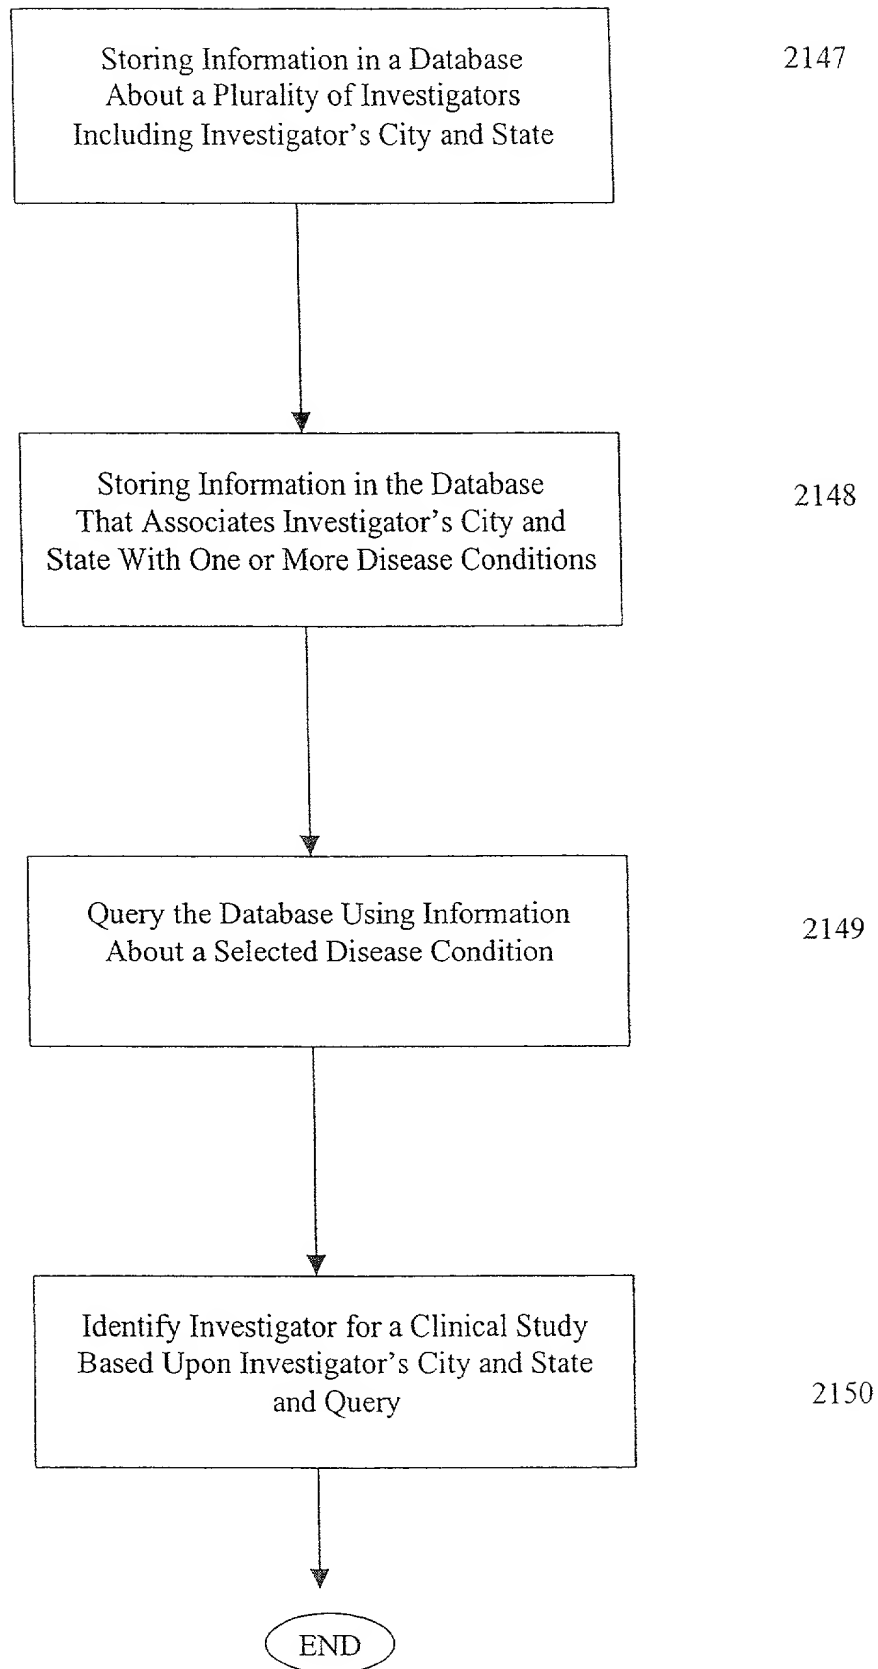 Storing Information in a Database
About a Plurality of Investigators
Including Investigator's City and State
2147
Storing Information in the Database
That Associates Investigator's City and
State With One or More Disease Conditions
2148
Query the Database Using Information
About a Selected Disease Condition
2149
Identify Investigator for a Clinical Study
Based Upon Investigator's City and State
and Query
2150
END